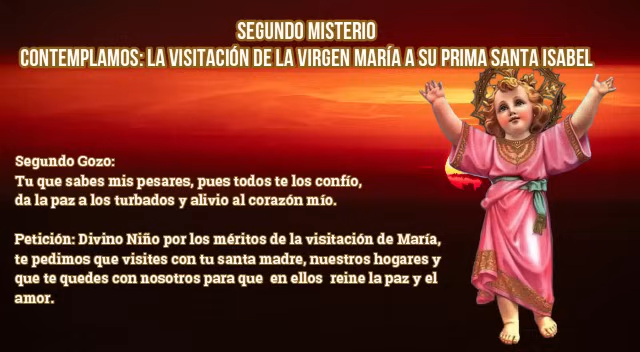 SEGUNDO MISTERIO
CONTEMPLAMOS: LA VISITACIÓN DE LA VIRGEN MARÍA A SU PRIMA SANTA ISABEL
Segundo Gozo:
Tu que sabes mis pesares, pues todos te los confío,
da la paz a los turbados y alivio al corazón mío.
Petición: Divino Niño por los méritos de la visitación de María,
te pedimos que visites con tu santa madre, nuestros hogares y
que te quedes con nosotros para que en ellos reine la paz y el
amor.